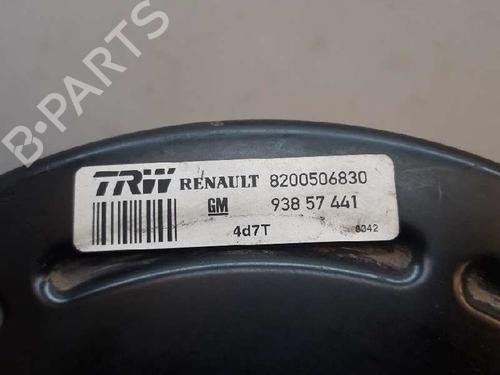 B-PARTS
TRW RENAULT 8200506830
GM 938 57 441
4d7T 8342